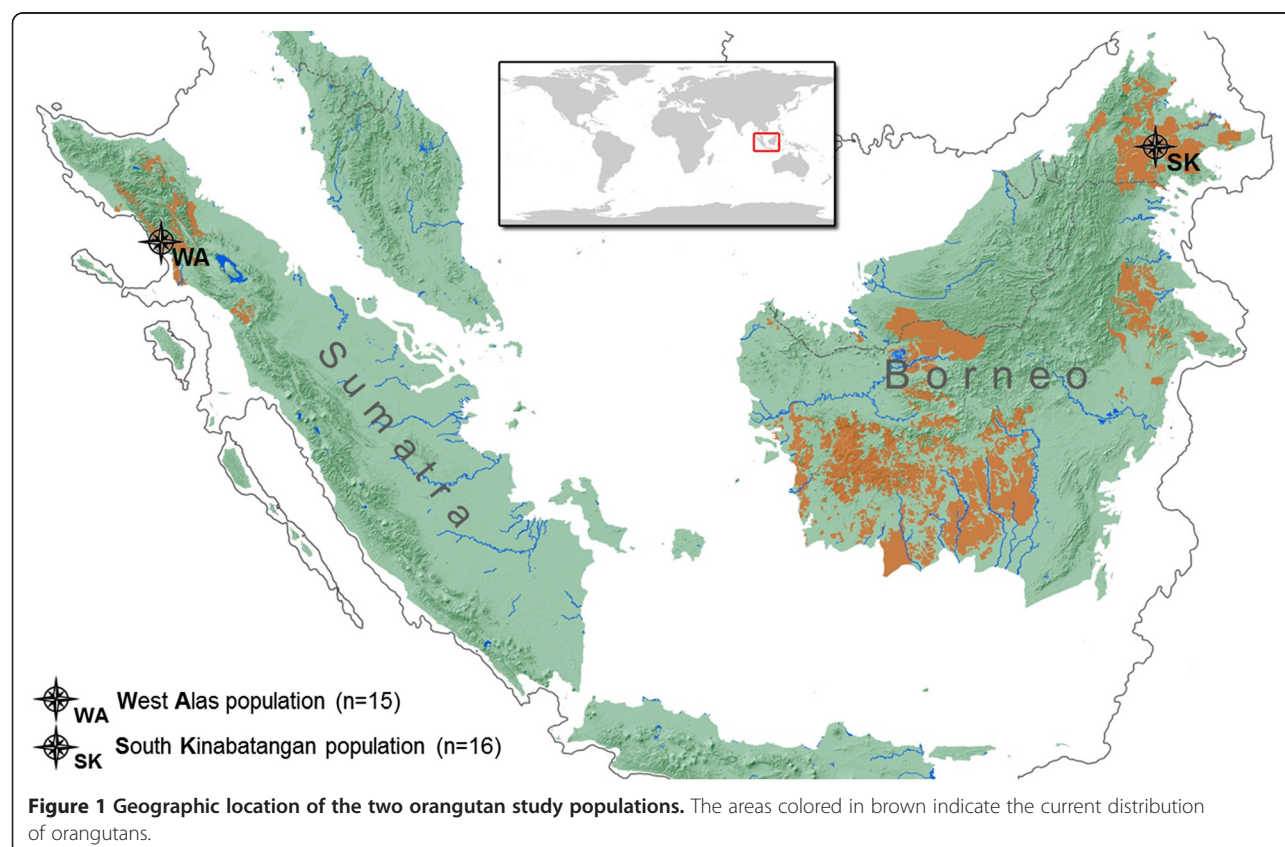 SK
WA
Sumatra
Borneo
WA West Alas population (n=15)
SK South Kinabatangan population (n=16)
Figure 1 Geographic location of the two orangutan study populations. The areas colored in brown indicate the current distribution
of orangutans.